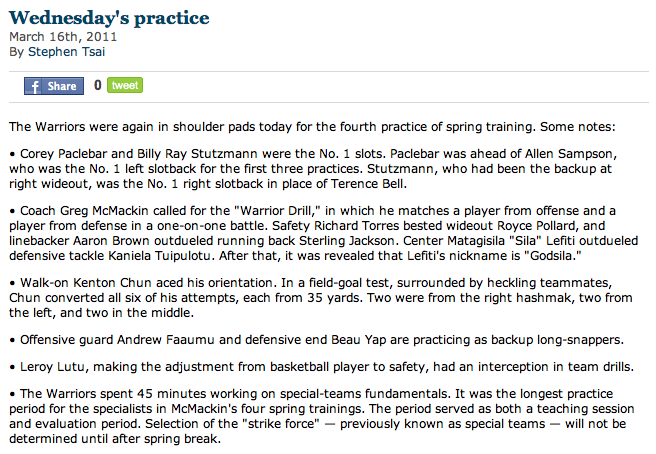 Wednesday's practice
March 16th, 2011
By Stephen Tsai
f Share 0 tweet
The Warriors were again in shoulder pads today for the fourth practice of spring training. Some notes:
• Corey Paclebar and Billy Ray Stutzmann were the No. 1 slots. Paclebar was ahead of Allen Sampson,
who was the No. 1 left slotback for the first three practices. Stutzmann, who had been the backup at
right wideout, was the No. 1 right slotback in place of Terence Bell.
• Coach Greg McMackin called for the "Warrior Drill," in which he matches a player from offense and a
player from defense in a one-on-one battle. Safety Richard Torres bested wideout Royce Pollard, and
linebacker Aaron Brown outdueled running back Sterling Jackson. Center Matagisila "Sila" Lefiti outdueled
defensive tackle Kaniela Tuipulotu. After that, it was revealed that Lefiti's nickname is "Godsila."
• Walk-on Kenton Chun aced his orientation. In a field-goal test, surrounded by heckling teammates,
Chun converted all six of his attempts, each from 35 yards. Two were from the right hashmak, two from
the left, and two in the middle.
• Offensive guard Andrew Faaumu and defensive end Beau Yap are practicing as backup long-snappers.
• Leroy Lutu, making the adjustment from basketball player to safety, had an interception in team drills.
• The Warriors spent 45 minutes working on special-teams fundamentals. It was the longest practice
period for the specialists in McMackin's four spring trainings. The period served as both a teaching session
and evaluation period. Selection of the "strike force" — previously known as special teams — will not be
determined until after spring break.